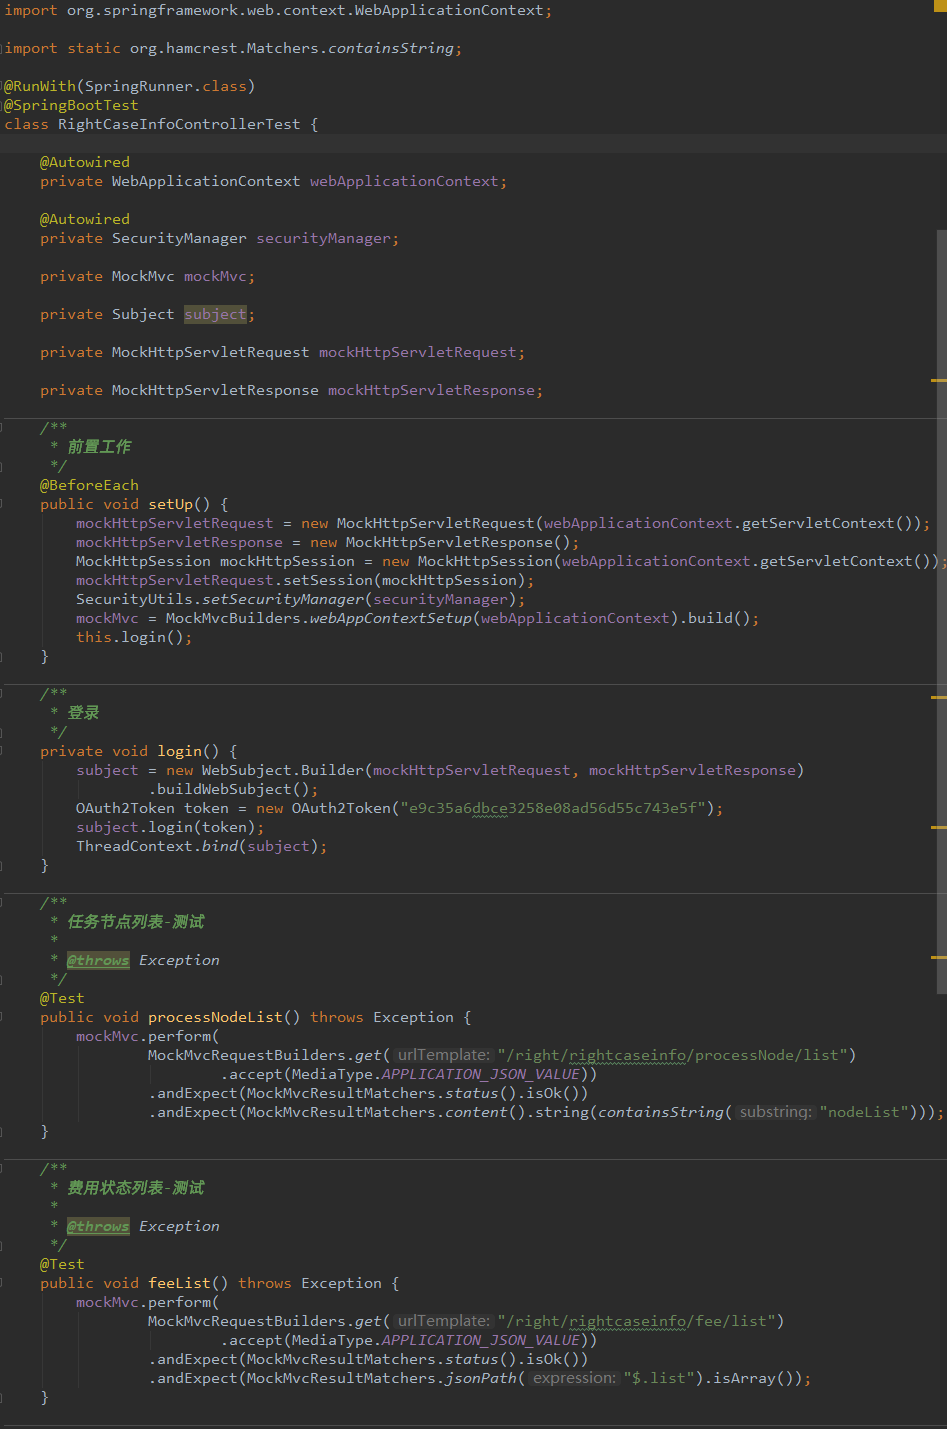 import org.springframework.web.context.WebApplicationContext;
import static org.hamcrest.Matchers.containsString;
@RunWith(SpringRunner.class)
@SpringBootTest
class RightCaseInfoControllerTest {
@Autowired
private WebApplicationContext webApplicationContext;
@Autowired
private SecurityManager securityManager;
private MockMvc mockMvc;
private Subject subject;
private MockHttpServletRequest mockHttpServletRequest;
private MockHttpServletResponse mockHttpServletResponse;
/**
* 前置工作
*/
@BeforeEach
public void setUp() {
mockHttpServletRequest = new MockHttpServletRequest(webApplicationContext.getServletContext());
mockHttpServletResponse = new MockHttpServletResponse();
MockHttpSession mockHttpSession = new MockHttpSession(webApplicationContext.getServletContext());
mockHttpServletRequest.setSession(mockHttpSession);
SecurityUtils.setSecurityManager(securityManager);
mockMvc = MockMvcBuilders.webAppContextSetup(webApplicationContext).build();
this.login();
}
/**
* 登录
*/
private void login() {
subject = new WebSubject.Builder(mockHttpServletRequest, mockHttpServletResponse)
.buildWebSubject();
OAuth2Token token = new OAuth2Token("e9c35a6dbce3258e08ad56d55c743e5f");
subject.login(token);
ThreadContext.bind(subject);
}
/**
* 任务节点列表-测试
*
* @throws Exception
*/
@Test
public void processNodeList() throws Exception {
mockMvc.perform(
MockMvcRequestBuilders.get( urlTemplate: "/right/rightcaseinfo/processNode/list")
.accept(MediaType.APPLICATION_JSON_VALUE))
.andExpect(MockMvcResultMatchers.status().isOk())
.andExpect(MockMvcResultMatchers.content().string(containsString( substring: "nodeList")));
}
/**
* 费用状态列表-测试
*
* @throws Exception
*/
@Test
public void feeList() throws Exception {
mockMvc.perform(
MockMvcRequestBuilders.get( urlTemplate: "/right/rightcaseinfo/fee/list")
.accept(MediaType.APPLICATION_JSON_VALUE))
.andExpect(MockMvcResultMatchers.status().isOk())
.andExpect(MockMvcResultMatchers.jsonPath( expression: "$.list").isArray());
}